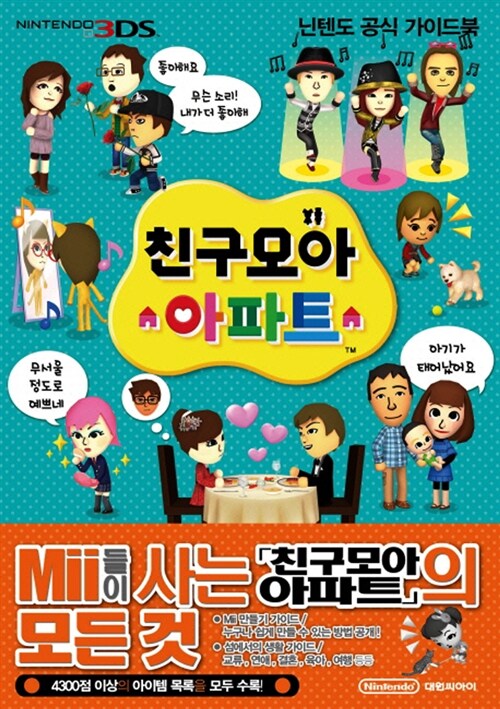 NINTENDO 3DS™
닌텐도 공식 가이드북
좋아해요
무슨 소리!
내가 더 좋아해
친구모아
아파트™
무서울
정도로
예쁘네
아기가
태어났어요
Mii들이 사는 「친구모아 아파트」의
모든 것
• Mii 만들기 가이드/
누구나 쉽게 만들 수 있는 방법 공개!
• 섬에서의 생활 가이드/
교류, 연애, 결혼, 육아, 여행 등등
4300점 이상의 아이템 목록을 모두 수록!
Nintendo 대원씨아이